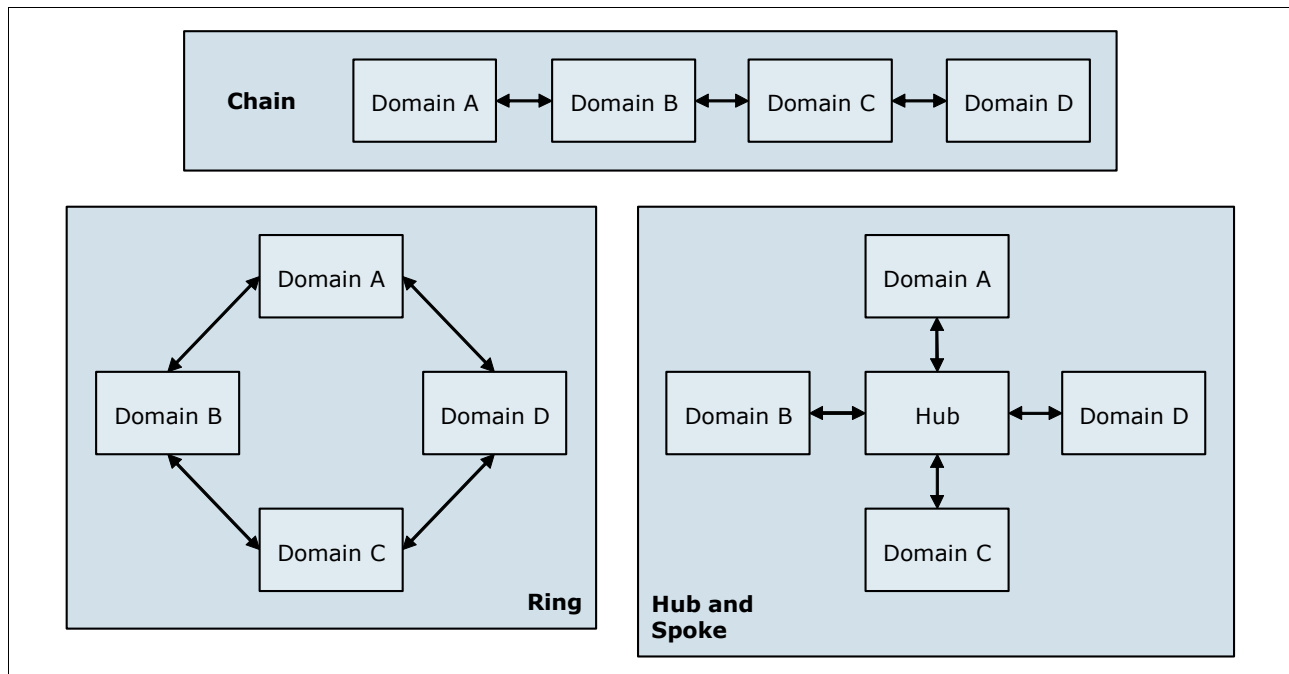 Chain
Domain A
Domain B
Domain C
Domain D
Domain A
Domain B
Domain D
Domain C
Ring
Domain A
Domain B
Hub
Domain D
Domain C
Hub and
Spoke